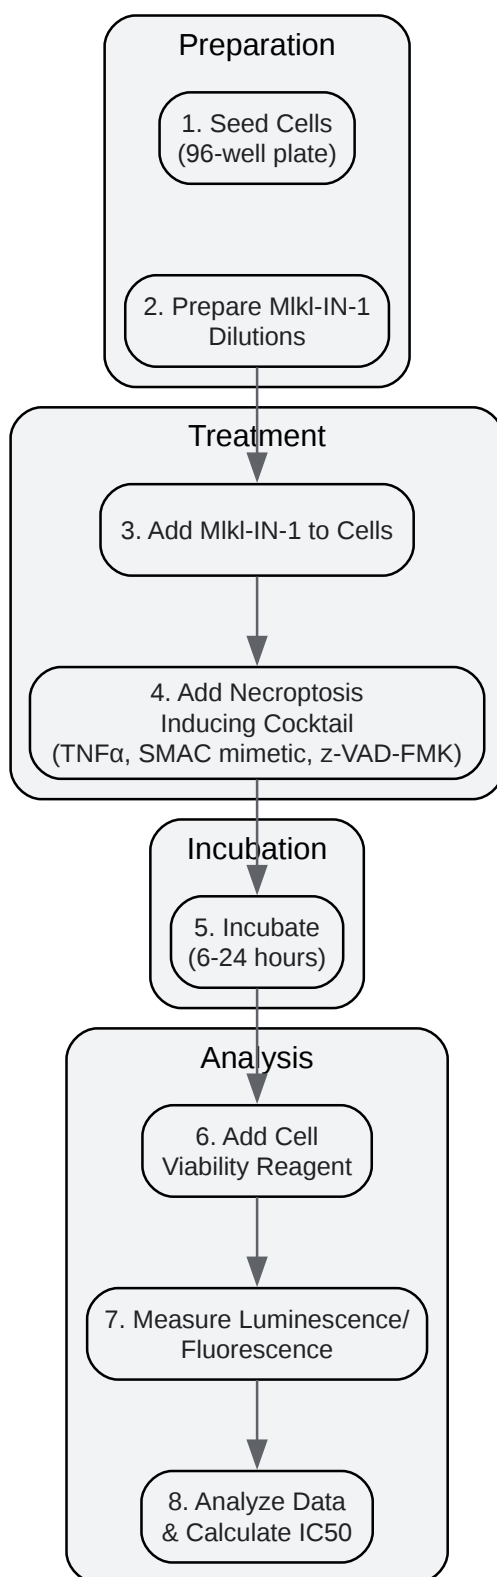 Preparation
1. Seed Cells
(96-well plate)
2. Prepare Mlkl-IN-1
Dilutions
Treatment
3. Add Mlkl-IN-1 to Cells
4. Add Necroptosis
Inducing Cocktail
(TNFα, SMAC mimetic, z-VAD-FMK)
Incubation
5. Incubate
(6-24 hours)
Analysis
6. Add Cell
Viability Reagent
7. Measure Luminescence/
Fluorescence
8. Analyze Data
& Calculate IC50